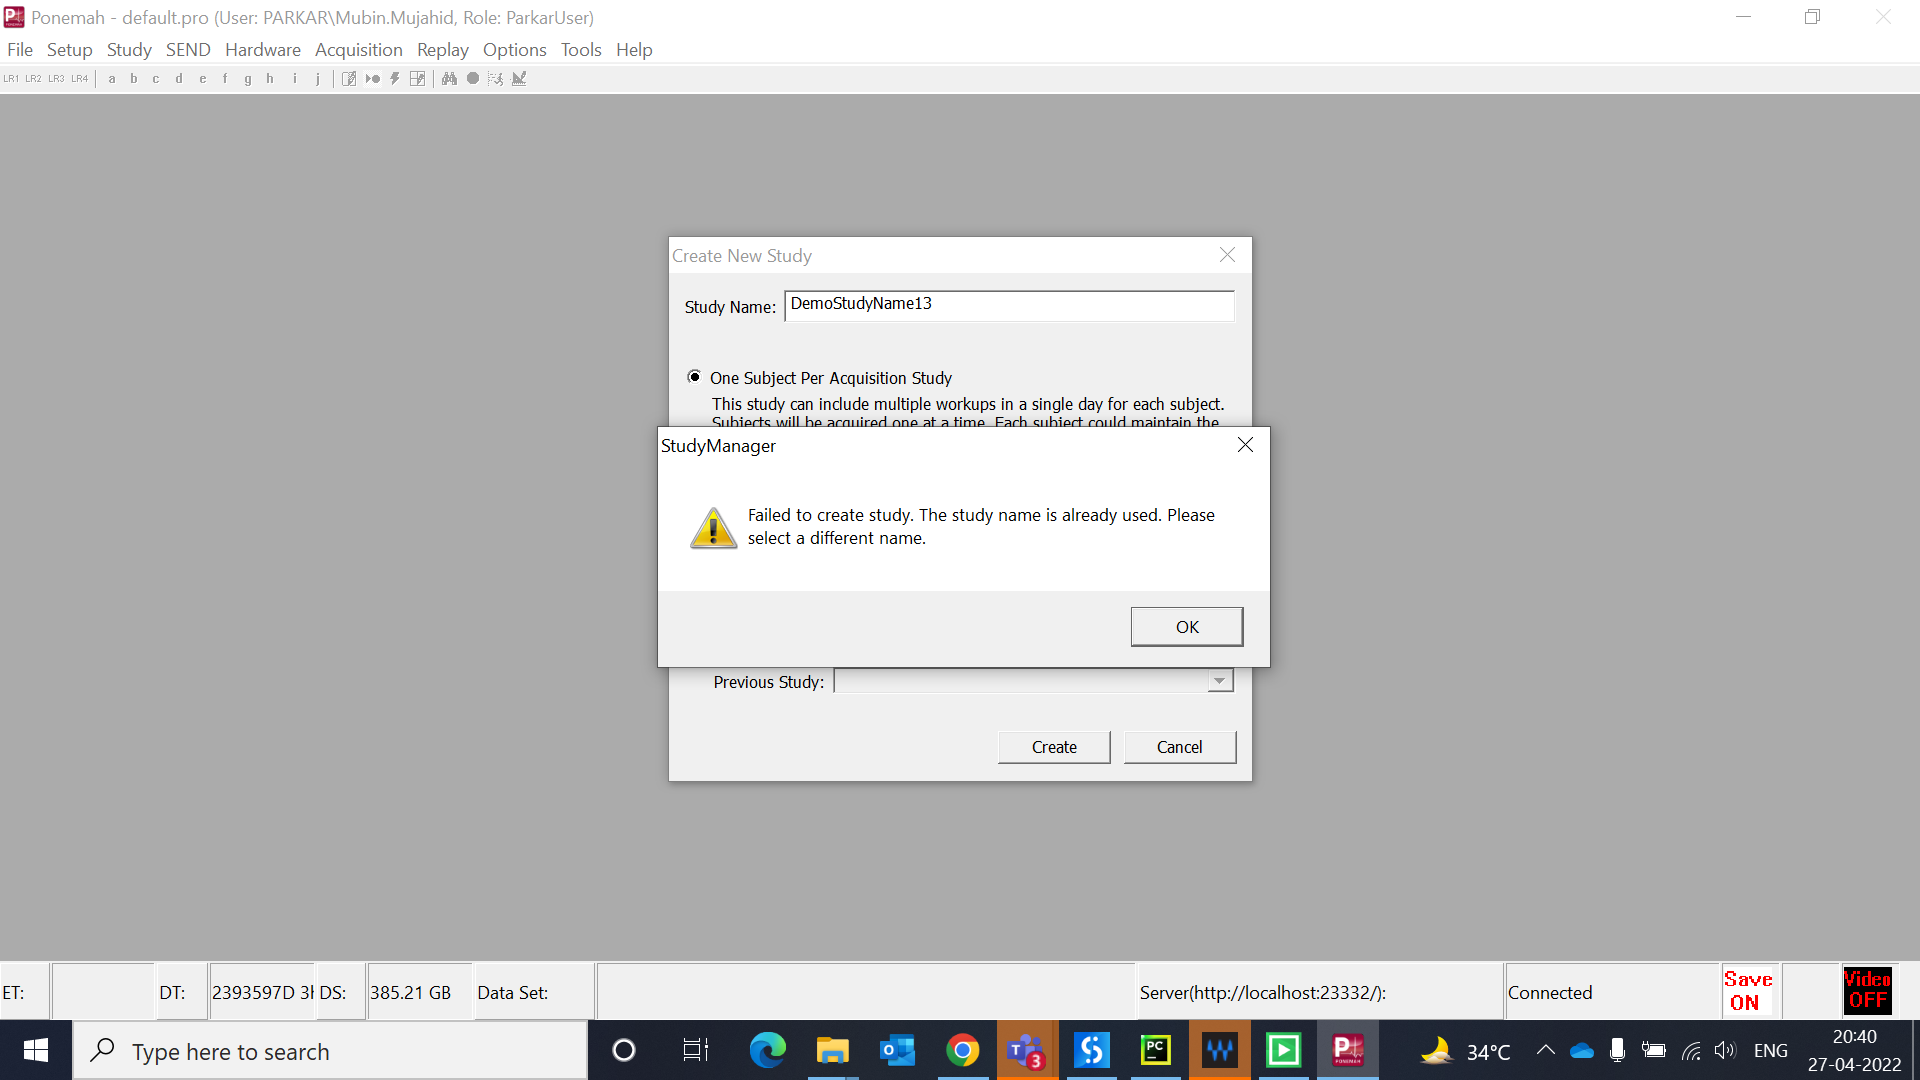 Ponemah - default.pro (User: PARKAR\Mubin.Mujahid, Role: ParkarUser)
File Setup Study SEND Hardware Acquisition Replay Options Tools Help
LR1 LR2 LR3 LR4 a b c d e f g h i j
Create New Study
Study Name: DemoStudyName13
One Subject Per Acquisition Study
This study can include multiple workups in a single day for each subject.
Subjects will be acquired one at a time. Each subject could maintain the
StudyManager
Failed to create study. The study name is already used. Please
select a different name.
OK
Previous Study:
Create Cancel
ET: DT: 2393597D 3 DS: 385.21 GB Data Set: Server(http://localhost:23332/): Connected Save ON Video OFF
Type here to search
PC
3
PONEMAH
34°C
ENG
20:40
27-04-2022